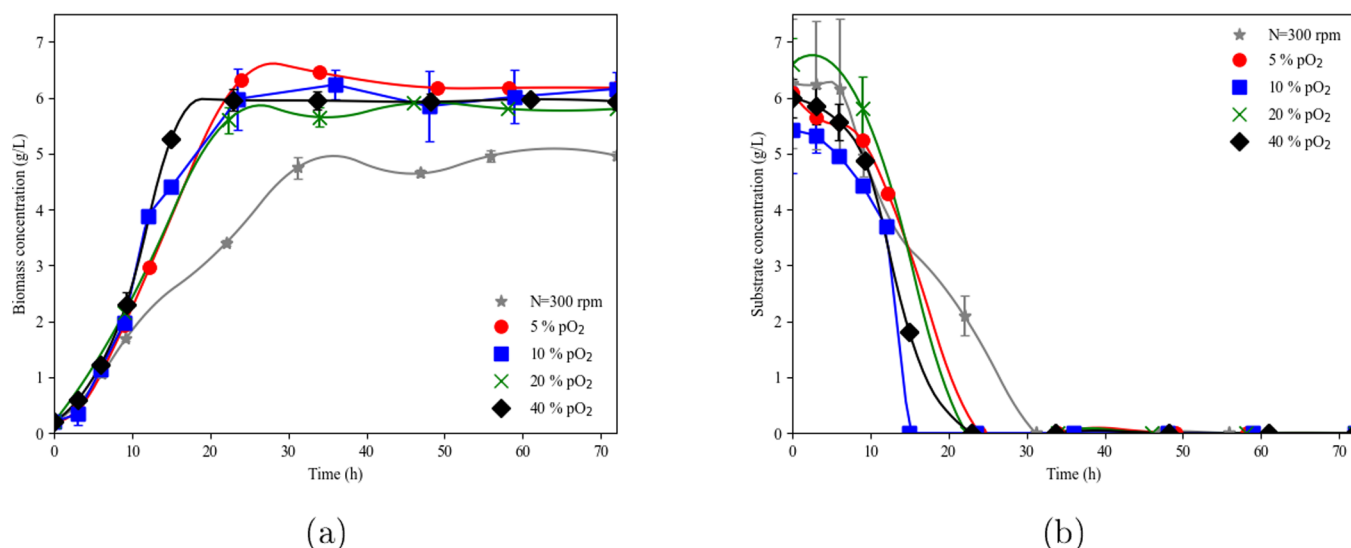 7
6
5
4
3
2
1
0
Biomass concentration (g/L)
N=300 rpm
5 % pO₂
10 % pO₂
20 % pO₂
40 % pO₂
0 10 20 30 40 50 60 70
Time (h)
(a)
7
6
5
4
3
2
1
0
Substrate concentration (g/L)
N=300 rpm
5 % pO₂
10 % pO₂
20 % pO₂
40 % pO₂
0 10 20 30 40 50 60 70
Time (h)
(b)